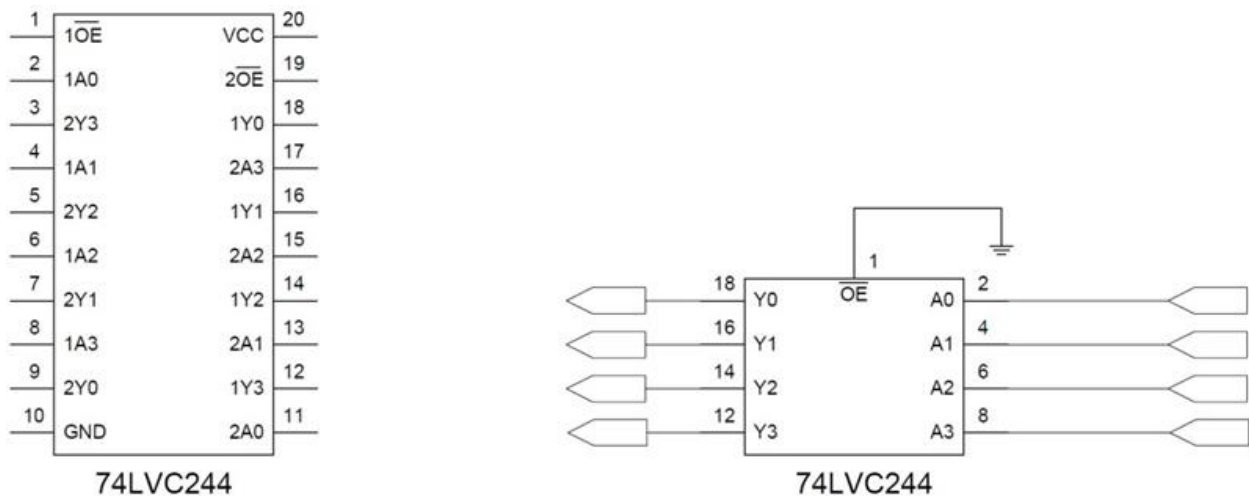 1 1O̅E̅ VCC 20
2 1A0 2O̅E̅ 19
3 2Y3 1Y0 18
4 1A1 2A3 17
5 2Y2 1Y1 16
6 1A2 2A2 15
7 2Y1 1Y2 14
8 1A3 2A1 13
9 2Y0 1Y3 12
10 GND 2A0 11
74LVC244
1
O̅E̅
18 Y0 A0 2
16 Y1 A1 4
14 Y2 A2 6
12 Y3 A3 8
74LVC244